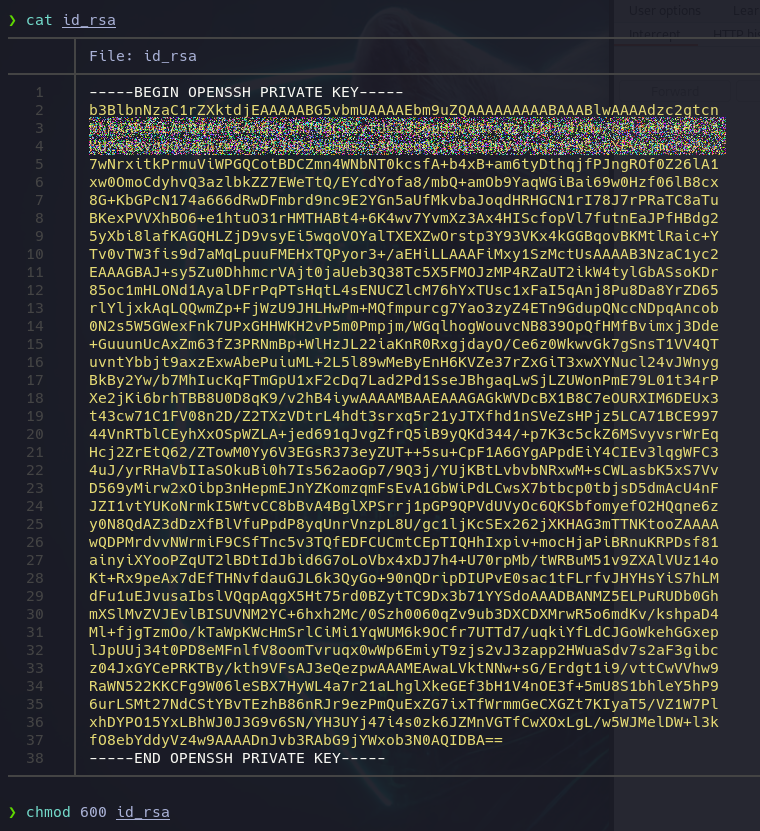 User options
Intercept
Forward
❯ cat id_rsa
File: id_rsa
1 -----BEGIN OPENSSH PRIVATE KEY-----
2 b3BlbnNzaC1rZXktdjEAAAAABG5vbmUAAAAEbm9uZQAAAAAAAAABAAABlwAAAAdzc2gtcn
3
4
5 7wNrxitkPrmuViWPGQCotBDCZmn4WNbNT0kcsfA+b4xB+am6tyDthqjfPJngROf0Z26lA1
6 xw0OmoCdyhvQ3azlbkZZ7EWeTtQ/EYcdYofa8/mbQ+amOb9YaqWGiBai69w0Hzf06lB8cx
7 8G+KbGPcN174a666dRwDFmbrd9nc9E2YGn5aUfMkvbaJoqdHRHGCN1rI78J7rPRaTC8aTu
8 BKexPVVXhBO6+e1htuO31rHMTHABt4+6K4wv7YvmXz3Ax4HIScfopVl7futnEaJPfHBdg2
9 5yXbi8lafKAGQHLZjD9vsyEi5wqoVOYalTXEXZwOrstp3Y93VKx4kGGBqovBKMtlRaic+Y
10 Tv0vTW3fis9d7aMqLpuuFMEHxTQPyor3+/aEHiLLAAAFiMxy1SzMctUsAAAAB3NzaC1yc2
11 EAAAGBAJ+sy5Zu0DhhmcrVAjt0jaUeb3Q38Tc5X5FMOJzMP4RZaUT2ikW4tylGbASsoKDr
12 85oc1mHLONd1AyalDFrPqPTsHqtL4sENUCZlcM76hYxTUsc1xFaI5qAnj8Pu8Da8YrZD65
13 rlYljxkAqLQQwmZp+FjWzU9JHLHwPm+MQfmpurcg7Yao3zyZ4ETn9GdupQNccNDpqAncob
14 0N2s5W5GWexFnk7UPxGHHWKH2vP5m0Pmpjm/WGqlhogWouvcNB839OpQfHMfBvimxj3Dde
15 +GuuunUcAxZm63fZ3PRNmBp+WlHzJL22iaKnR0RxgjdayO/Ce6z0WkwvGk7gSnsT1VV4QT
16 uvntYbbjt9axzExwAbePuiuML+2L5l89wMeByEnH6KVZe37rZxGiT3xwXYNucl24vJWnyg
17 BkBy2Yw/b7MhIucKqFTmGpU1xF2cDq7Lad2Pd1SseJBhgaqLwSjLZUWonPmE79L01t34rP
18 Xe2jKi6brhTBB8U0D8qK9/v2hB4iywAAAAMBAAEAAAGAGkWVDcBX1B8C7eOURXIM6DEUx3
19 t43cw71C1FV08n2D/Z2TXzVDtrL4hdt3srxq5r21yJTXfhd1nSVeZsHPjz5LCA71BCE997
20 44VnRTblCEyhXxOSpWZLA+jed691qJvgZfrQ5iB9yQKd344/+p7K3c5ckZ6MSvyvsrWrEq
21 Hcj2ZrEtQ62/ZTowM0Yy6V3EGsR373eyZUT++5su+CpF1A6GYgAPpdEiY4CIEv3lqgWFC3
22 4uJ/yrRHaVbIIaSOkuBi0h7Is562aoGp7/9Q3j/YUjKBtLvbvbNRxwM+sCWLasbK5xS7Vv
23 D569yMirw2xOibp3nHepmEJnYZKomzqmFsEvA1GbWiPdLCwsX7btbcp0tbjsD5dmAcU4nF
24 JZI1vtYUKoNrmkI5WtvCC8bBvA4BglXPSrrj1pGP9QPVdUVyOc6QKSbfomyefO2HQqne6z
25 y0N8QdAZ3dDzXfBlVfuPpdP8yqUnrVnzpL8U/gc1ljKcSEx262jXKHAG3mTTNKtooZAAAA
26 wQDPMrdvvNWrmiF9CSfTnc5v3TQfEDFCUCmtCEpTIQHhIxpiv+mocHjaPiBRnuKRPDsf81
27 ainyiXYooPZqUT2lBDtIdJbid6G7oLoVbx4xDJ7h4+U70rpMb/tWRBuM51v9ZXAlVUz14o
28 Kt+Rx9peAx7dEfTHNvfdauGJL6k3QyGo+90nQDripDIUPvE0sac1tFLrfvJHYHsYiS7hLM
29 dFu1uEJvusaIbslVQqpAqgX5Ht75rd0BZytTC9Dx3b71YYSdoAAADBANMZ5ELPuRUDb0Gh
30 mXSlMvZVJEvlBISUVNM2YC+6hxh2Mc/0Szh0060qZv9ub3DXCDXMrwR5o6mdKv/kshpaD4
31 Ml+fjgTzmOo/kTaWpKWcHmSrlCiMi1YqWUM6k9OCfr7UTTd7/uqkiYfLdCJGoWkehGGxep
32 lJpUUj34t0PD8eMFnlfV8oomTvruqx0wWp6EmiyT9zjs2vJ3zapp2HWuaSdv7s2aF3gibc
33 z04JxGYCePRKTBy/kth9VFsAJ3eQezpwAAAMEAwaLVktNNw+sG/Erdgt1i9/vttCwVVhw9
34 RaWN522KKCFg9W06leSBX7HyWL4a7r21aLhglXkeGEf3bH1V4nOE3f+5mU8S1bhleY5hP9
35 6urLSMt27NdCStYBvTEzhB86nRJr9ezPmQuExZG7ixTfWrmmGeCXGZt7KIyaT5/VZ1W7Pl
36 xhDYPO15YxLBhWJ0J3G9v6SN/YH3UYj47i4s0zk6JZMnVGTfCwXOxLgL/w5WJMelDW+l3k
37 fO8ebYddyVz4w9AAAADnJvb3RAbG9jYWxob3N0AQIDBA==
38 -----END OPENSSH PRIVATE KEY-----
❯ chmod 600 id_rsa